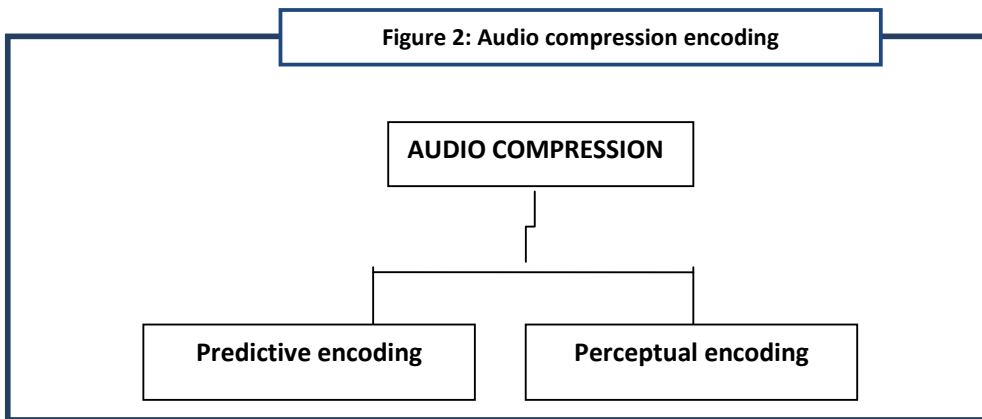 Figure 2: Audio compression encoding
AUDIO COMPRESSION
Predictive encoding
Perceptual encoding